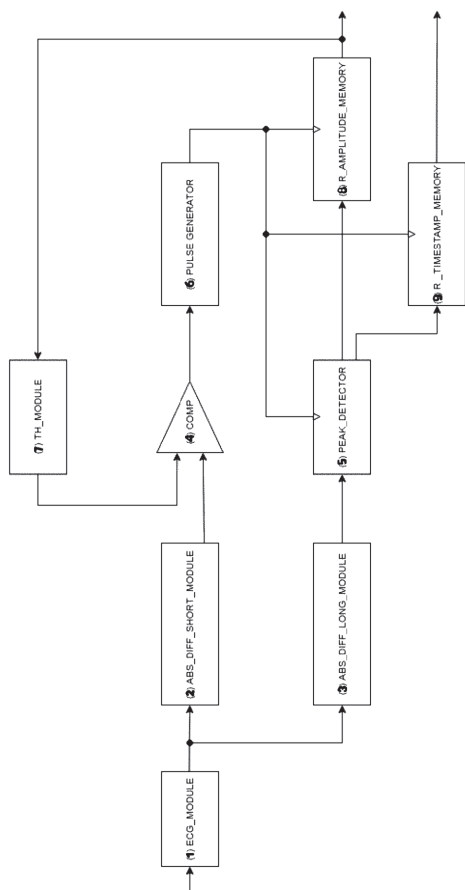 (1) ECG_MODULE
(2) ABS_DIFF_SHORT_MODULE
(3) ABS_DIFF_LONG_MODULE
(4) COMP
(5) PEAK_DETECTOR
(6) PULSE GENERATOR
(7) TH_MODULE
(8) R_AMPLITUDE_MEMORY
(9) R_TIMESTAMP_MEMORY